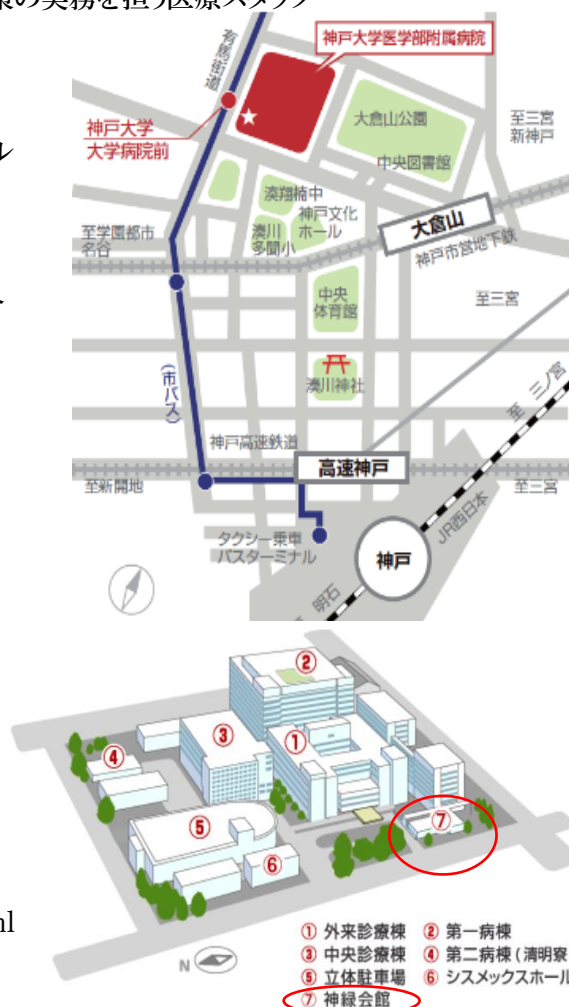 の実務を担う医療スタッフ
ル
ml
有馬街道
神戸大学医学部附属病院
神戸大学
大学病院前
大倉山公園
中央図書館
至三宮
新神戸
湊翔楠中
神戸文化
ホール
湊川
多聞小
大倉山
神戸市営地下鉄
至学園都市
名谷
中央
体育館
至三宮
湊川神社
(市バス)
至 三ノ宮
神戸高速鉄道
高速神戸
至新開地
至三宮
JR西日本
タクシー乗車
バスターミナル
神戸
明石
②
③
①
④
⑤
⑥
⑦
N
① 外来診療棟 ② 第一病棟
③ 中央診療棟 ④ 第二病棟(清明寮
⑤ 立体駐車場 ⑥ シスメックスホール
⑦ 神緑会館